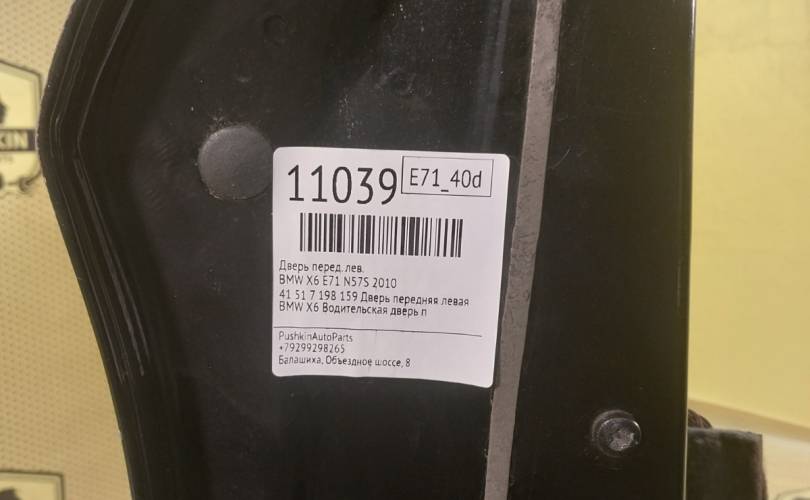 11039 E71_40d
Дверь перед. лев.
BMW X6 E71 N57S 2010
41 51 7 198 159 Дверь передняя левая
BMW X6 Водительская дверь п
PushkinAutoParts
+79299298265
Балашиха, Объездное шоссе, 8
KIN